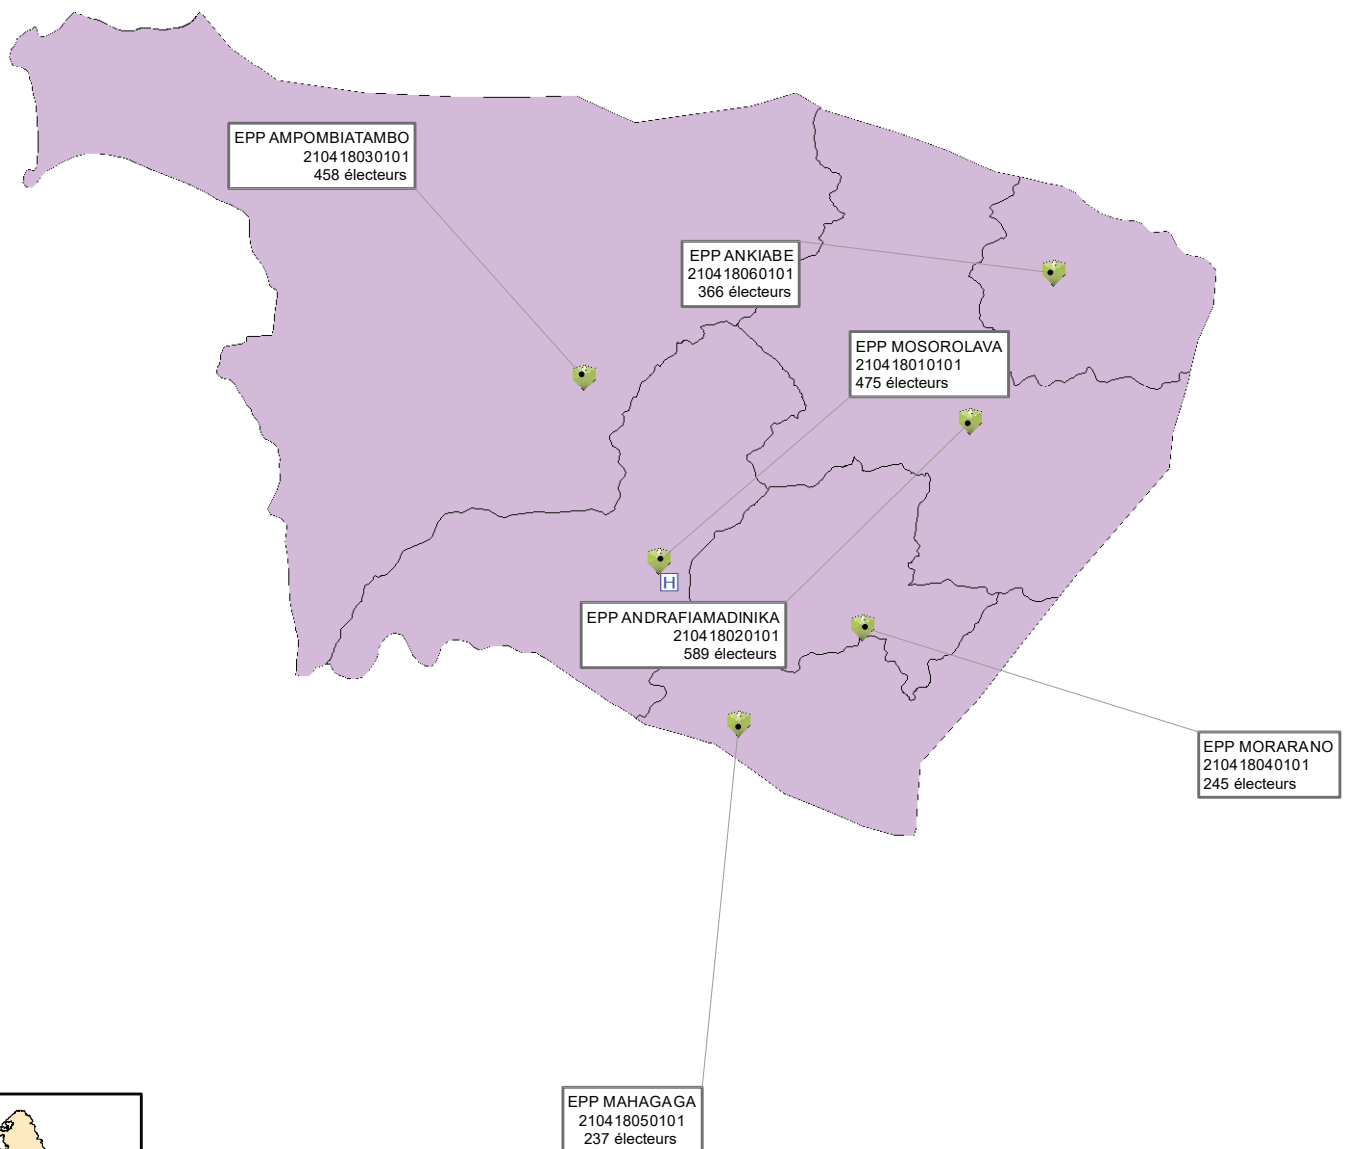 EPP AMPOMBIATAMBO
210418030101
458 électeurs
EPP ANKIABE
210418060101
366 électeurs
EPP MOSOROLAVA
210418010101
475 électeurs
H
EPP ANDRAFIAMADINIKA
210418020101
589 électeurs
EPP MORARANO
210418040101
245 électeurs
EPP MAHAGAGA
210418050101
237 électeurs